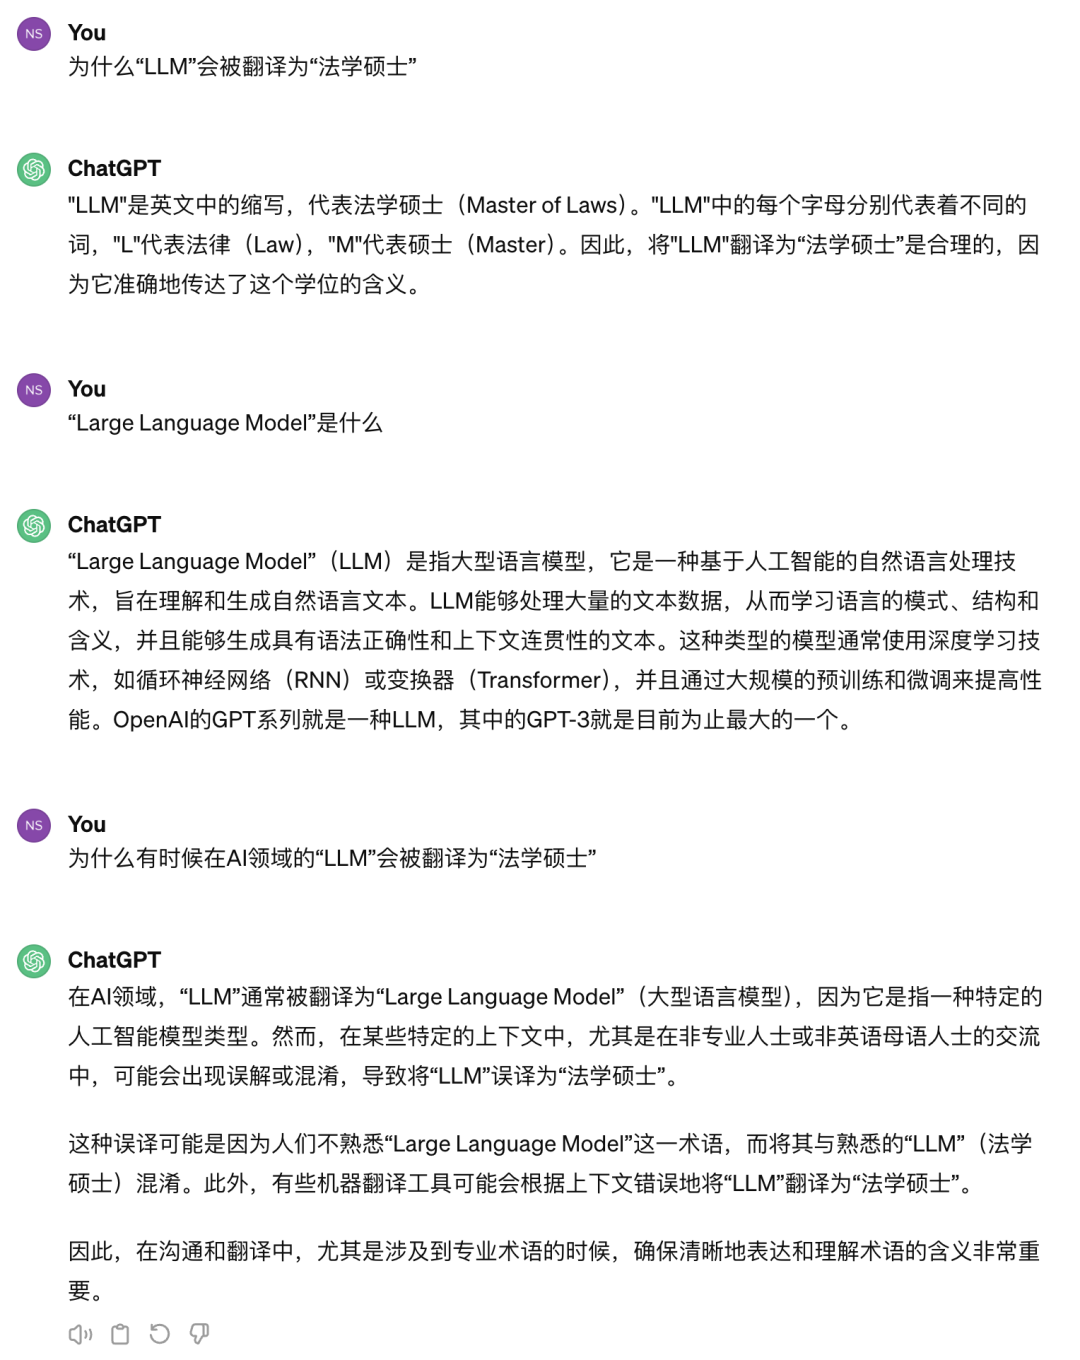 NS
You
为什么“LLM”会被翻译为“法学硕士”
ChatGPT
"LLM"是英文中的缩写，代表法学硕士（Master of Laws）。"LLM"中的每个字母分别代表着不同的
词，"L"代表法律（Law），"M"代表硕士（Master）。因此，将"LLM"翻译为“法学硕士”是合理的，因
为它准确地传达了这个学位的含义。
NS
You
“Large Language Model”是什么
ChatGPT
“Large Language Model”（LLM）是指大型语言模型，它是一种基于人工智能的自然语言处理技
术，旨在理解和生成自然语言文本。LLM能够处理大量的文本数据，从而学习语言的模式、结构和
含义，并且能够生成具有语法正确性和上下文连贯性的文本。这种类型的模型通常使用深度学习技
术，如循环神经网络（RNN）或变换器（Transformer），并且通过大规模的预训练和微调来提高性
能。OpenAI的GPT系列就是一种LLM，其中的GPT-3就是目前为止最大的一个。
NS
You
为什么有时候在AI领域的“LLM”会被翻译为“法学硕士”
ChatGPT
在AI领域，“LLM”通常被翻译为“Large Language Model”（大型语言模型），因为它是指一种特定的
人工智能模型类型。然而，在某些特定的上下文中，尤其是在非专业人士或非英语母语人士的交流
中，可能会出现误解或混淆，导致将“LLM”误译为“法学硕士”。
这种误译可能是因为人们不熟悉“Large Language Model”这一术语，而将其与熟悉的“LLM”（法学
硕士）混淆。此外，有些机器翻译工具可能会根据上下文错误地将“LLM”翻译为“法学硕士”。
因此，在沟通和翻译中，尤其是涉及到专业术语的时候，确保清晰地表达和理解术语的含义非常重
要。